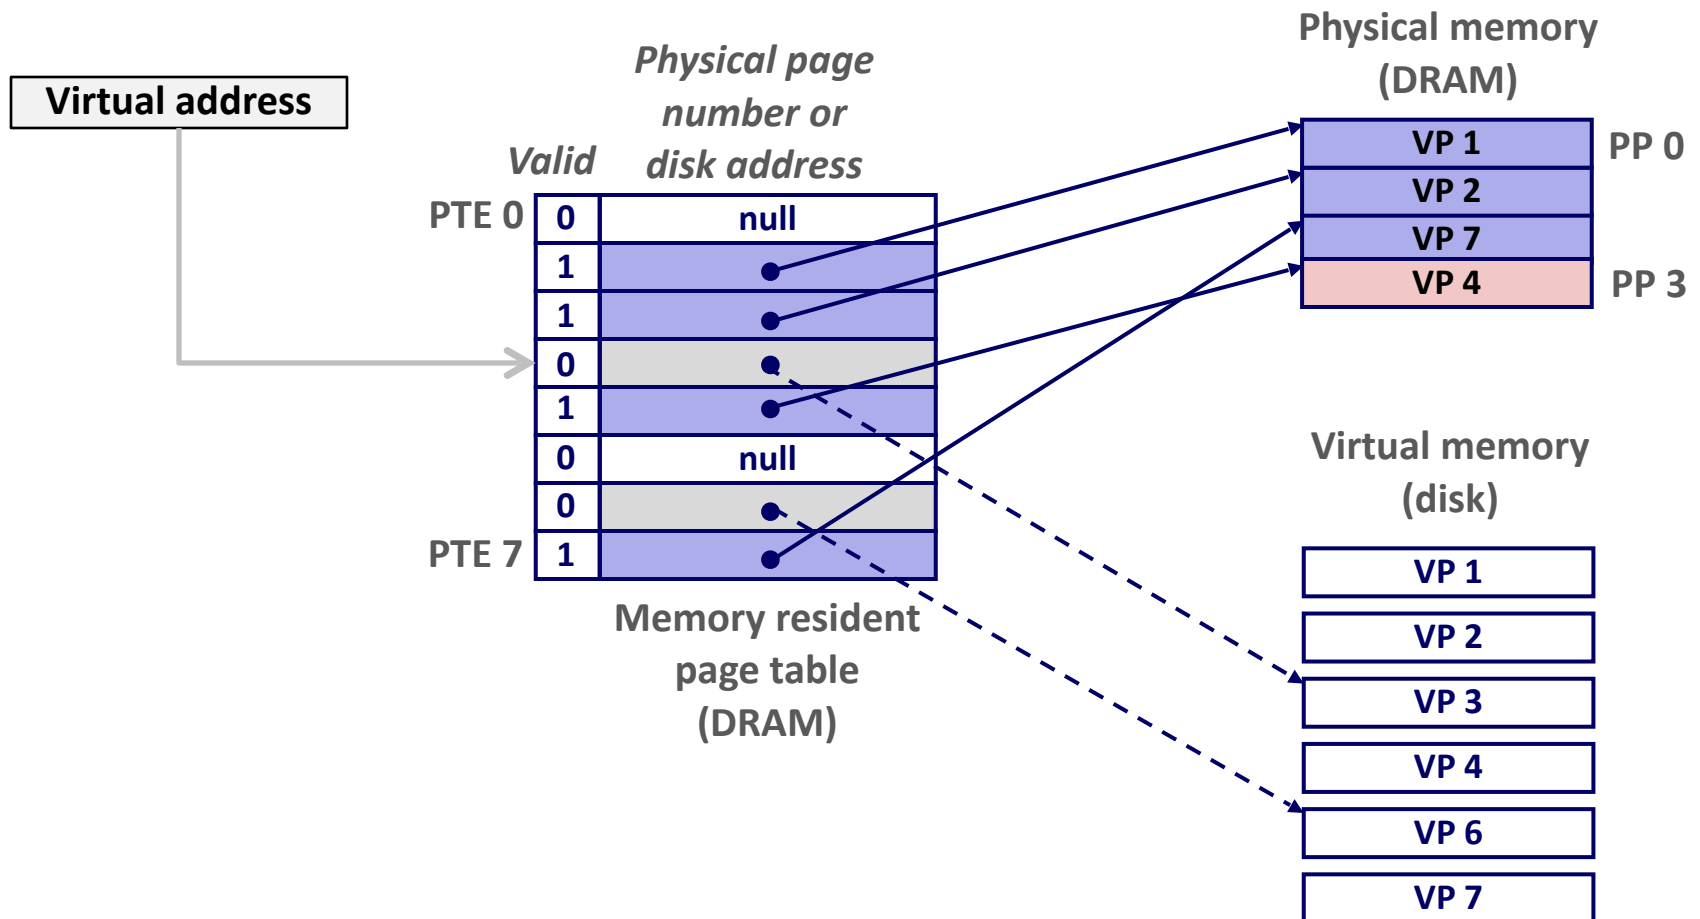 Virtual address
Physical page
number or
disk address
Valid
PTE 0
0
null
1
1
0
1
0
null
0
PTE 7
1
Memory resident
page table
(DRAM)
Physical memory
(DRAM)
VP 1
PP 0
VP 2
VP 7
VP 4
PP 3
Virtual memory
(disk)
VP 1
VP 2
VP 3
VP 4
VP 6
VP 7